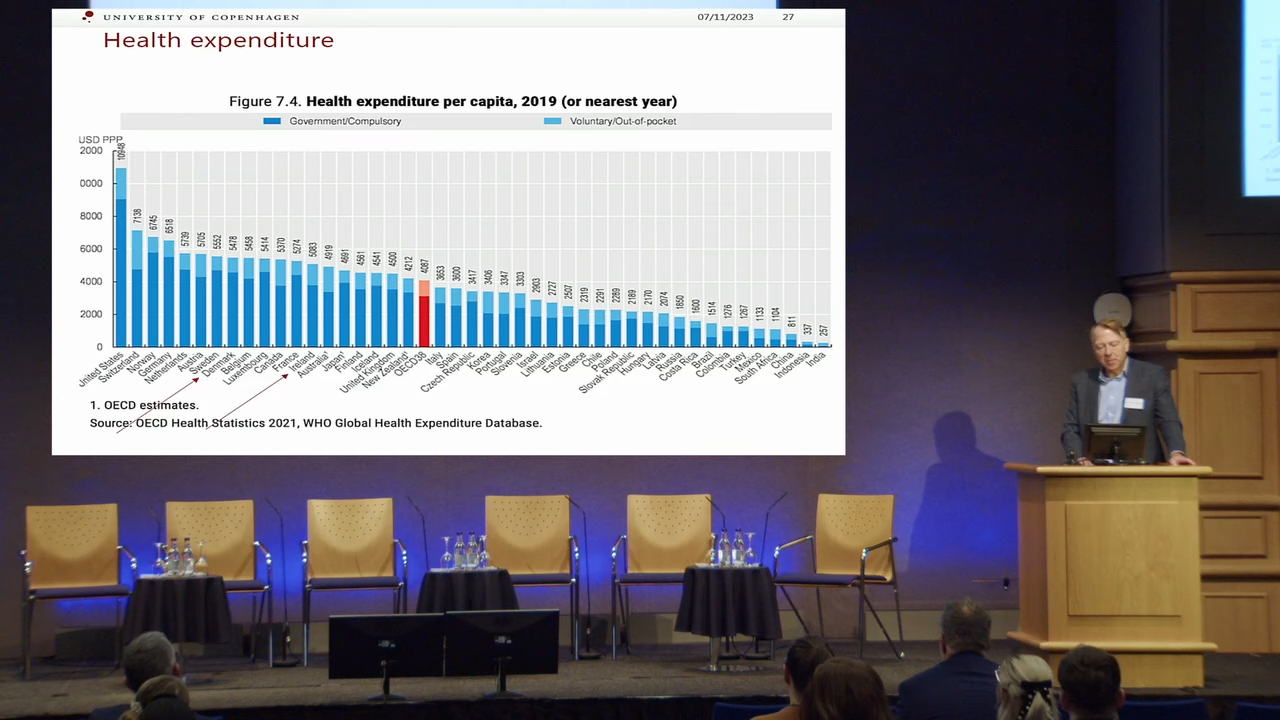 UNIVERSITY OF COPENHAGEN 07/11/2023 27
Health expenditure
Figure 7.4. Health expenditure per capita, 2019 (or nearest year)
Government/Compulsory Voluntary/Out-of-pocket
USD PPP
2000
0000
8000
6000
4000
2000
0
10948 7138 6745 6518 5739 5705 5552 5478 5458 5414 5370 5274 5083 4919 4691 4561 4541 4500 4212 4087 3653 3600 3417 3406 3347 3303 2903 2727 2507 2319 2291 2289 2189 2170 2074 1850 1600 1514 1276 1267 1133 1104 811 337 257
United States Switzerland Norway Germany Netherlands Austria Sweden Denmark Belgium Luxembourg Canada France Ireland Australia Japan¹ Finland Iceland United Kingdom New Zealand OECD38 Italy Spain Czech Republic Korea Portugal Slovenia Israel Lithuania Estonia Greece Chile Poland Slovak Republic Hungary Latvia Russia Costa Rica Brazil Colombia Turkey Mexico South Africa China Indonesia India
1. OECD estimates.
Source: OECD Health Statistics 2021, WHO Global Health Expenditure Database.